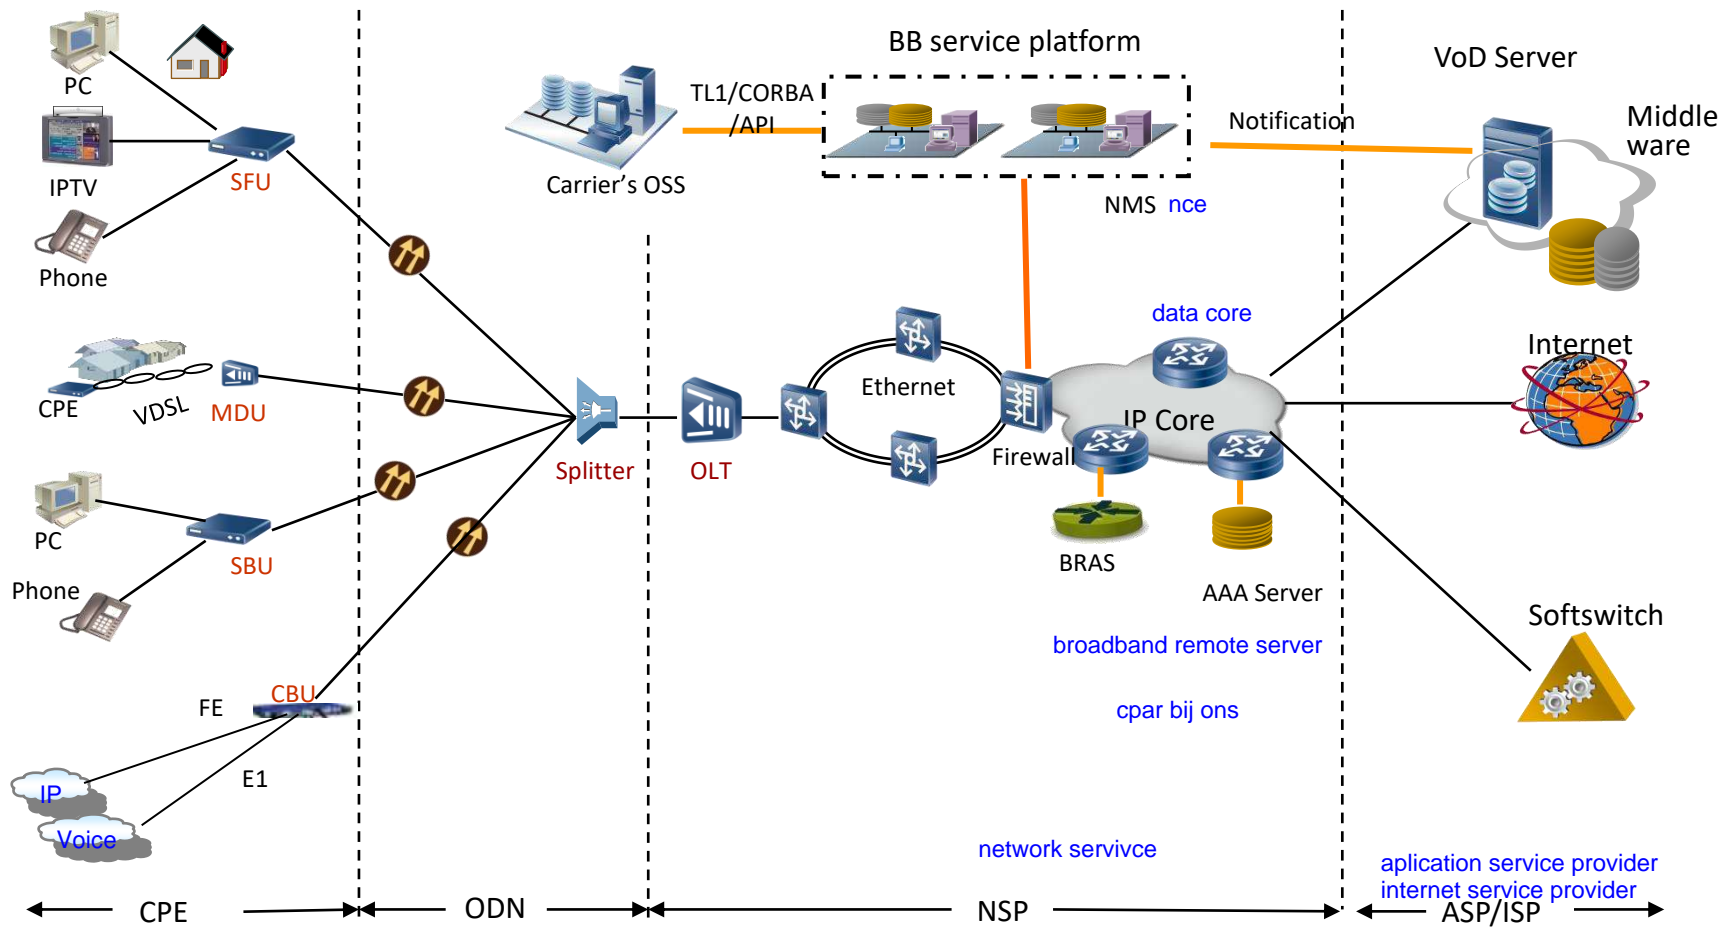 BB service platform
VoD Server
PC
TL1/CORBA
/API
Notification
Middle
ware
IPTV
SFU
Carrier's OSS
NMS nce
Phone
data core
Internet
Ethernet
CPE
VDSL
MDU
IP Core
Firewall
Splitter
OLT
PC
SBU
BRAS
Phone
AAA Server
Softswitch
broadband remote server
CBU
FE
cpar bij ons
E1
IP
Voice
network servivce
aplication service provider
internet service provider
CPE
ODN
NSP
ASP/ISP